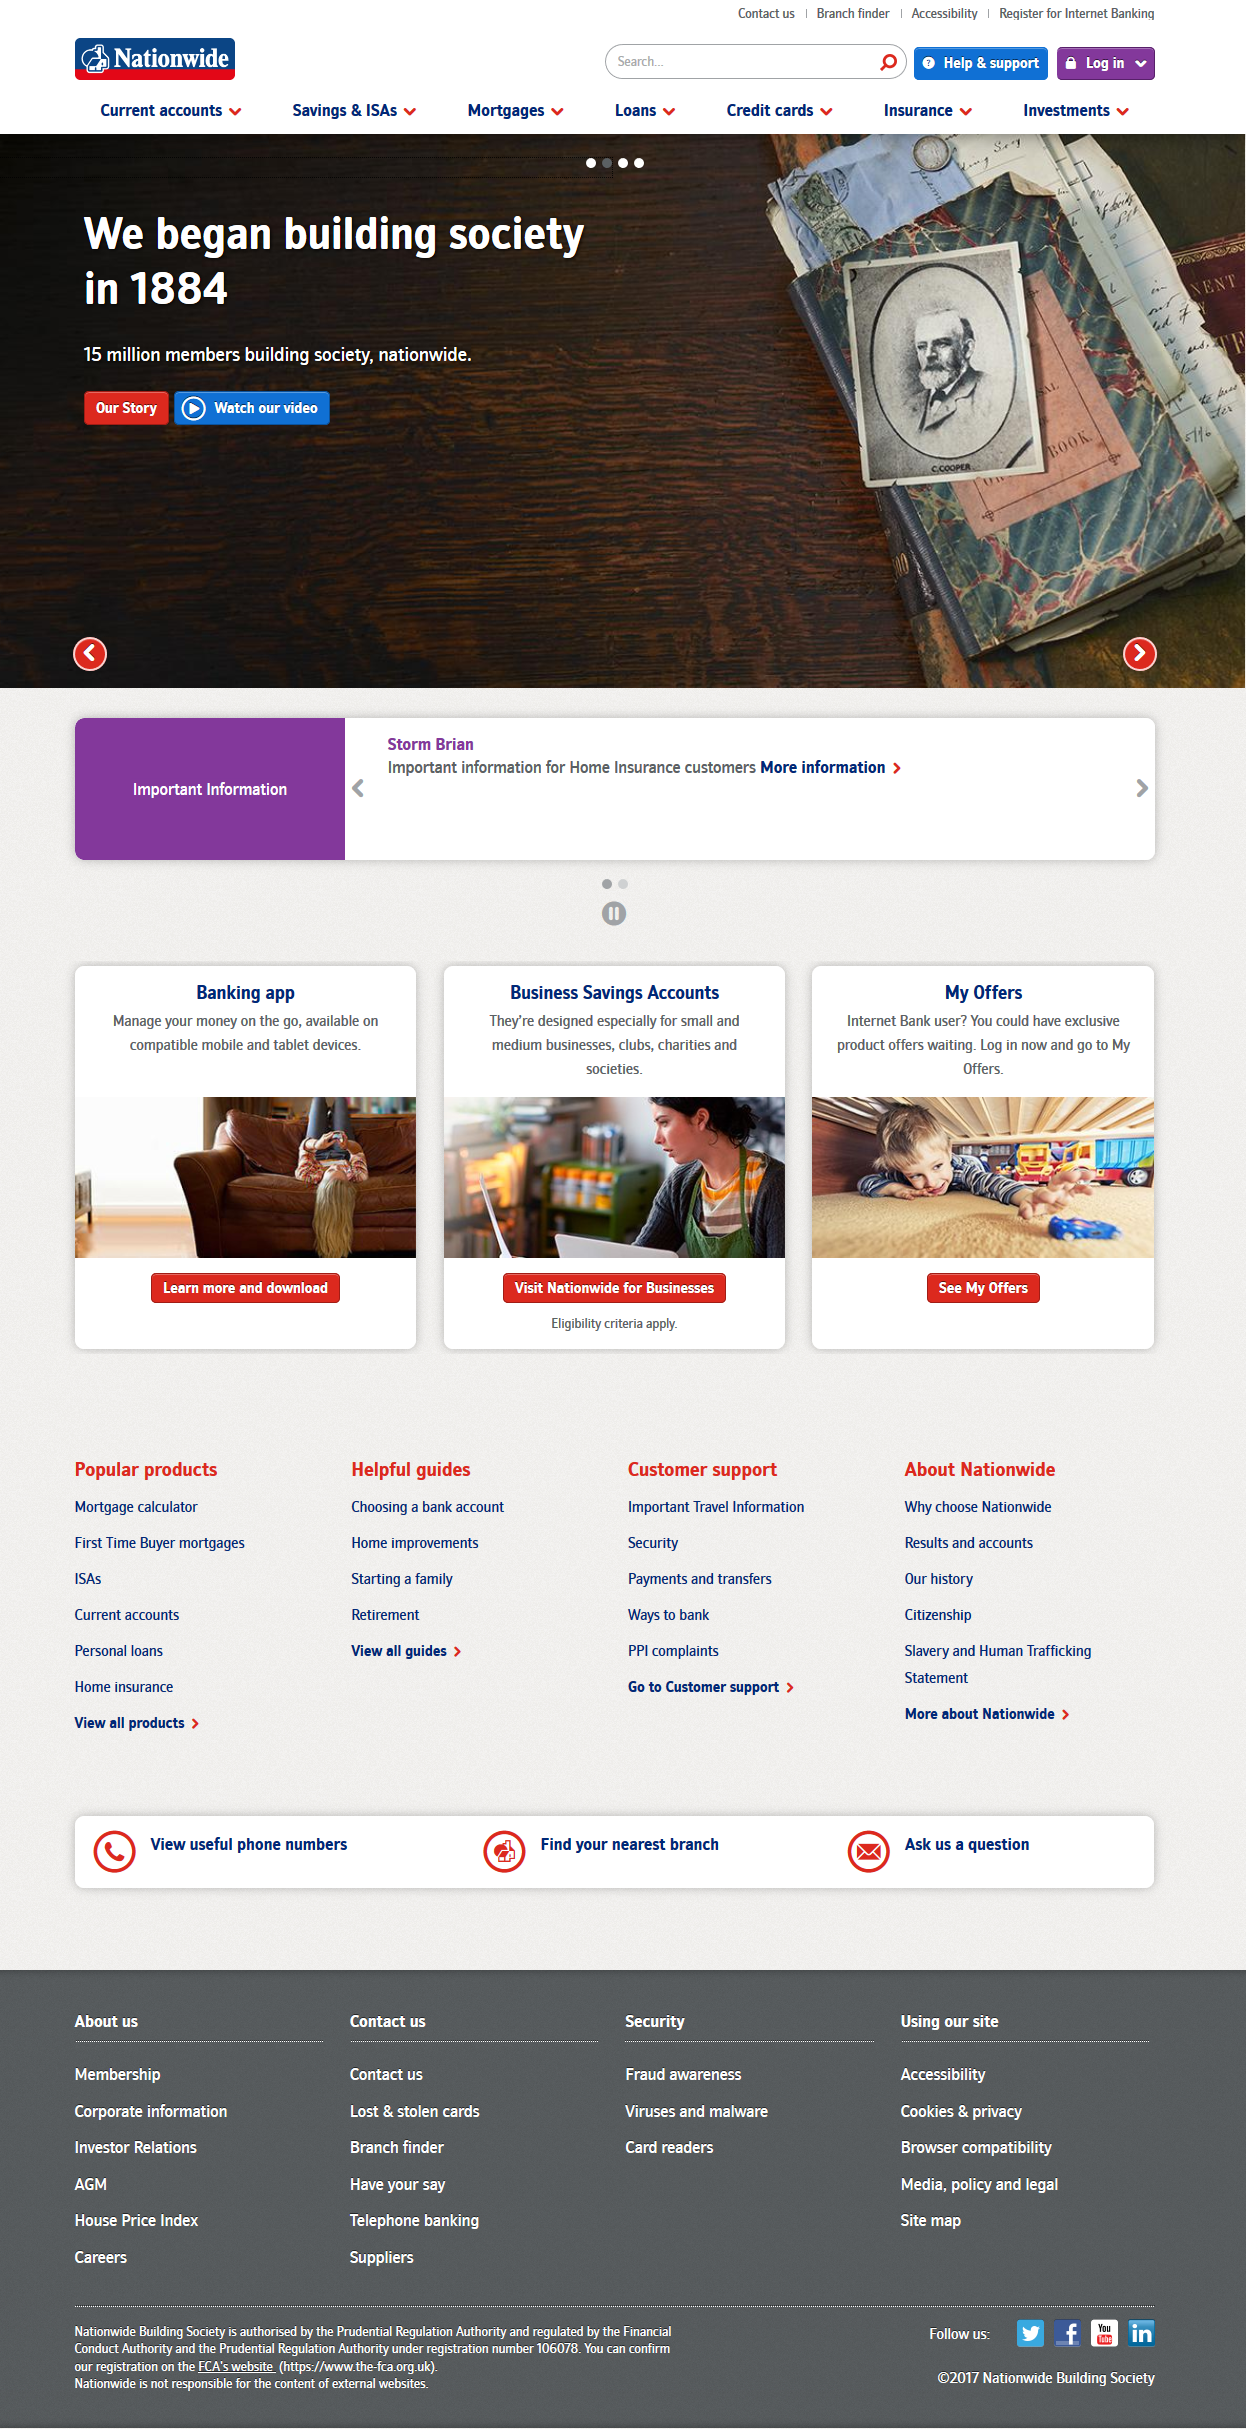 Contact us
Branch finder
Accessibility
Register for Internet Banking
Nationwide
Search...
Help & support
Log in
Current accounts
Savings & ISAs
Mortgages
Loans
Credit cards
Insurance
Investments
We began building society
in 1884
15 million members building society, nationwide.
Our Story
Watch our video
C.COOPER
BOOK.
Important Information
Storm Brian
Important information for Home Insurance customers More information
Banking app
Manage your money on the go, available on
compatible mobile and tablet devices.
Learn more and download
Business Savings Accounts
They're designed especially for small and
medium businesses, clubs, charities and
societies.
Visit Nationwide for Businesses
Eligibility criteria apply.
My Offers
Internet Bank user? You could have exclusive
product offers waiting. Log in now and go to My
Offers.
See My Offers
Popular products
Mortgage calculator
First Time Buyer mortgages
ISAs
Current accounts
Personal loans
Home insurance
View all products
Helpful guides
Choosing a bank account
Home improvements
Starting a family
Retirement
View all guides
Customer support
Important Travel Information
Security
Payments and transfers
Ways to bank
PPI complaints
Go to Customer support
About Nationwide
Why choose Nationwide
Results and accounts
Our history
Citizenship
Slavery and Human Trafficking
Statement
More about Nationwide
View useful phone numbers
Find your nearest branch
Ask us a question
About us
Membership
Corporate information
Investor Relations
AGM
House Price Index
Careers
Contact us
Contact us
Lost & stolen cards
Branch finder
Have your say
Telephone banking
Suppliers
Security
Fraud awareness
Viruses and malware
Card readers
Using our site
Accessibility
Cookies & privacy
Browser compatibility
Media, policy and legal
Site map
Nationwide Building Society is authorised by the Prudential Regulation Authority and regulated by the Financial
Conduct Authority and the Prudential Regulation Authority under registration number 106078. You can confirm
our registration on the FCA's website (https://www.the-fca.org.uk).
Nationwide is not responsible for the content of external websites.
Follow us:
You
Tube
in
©2017 Nationwide Building Society